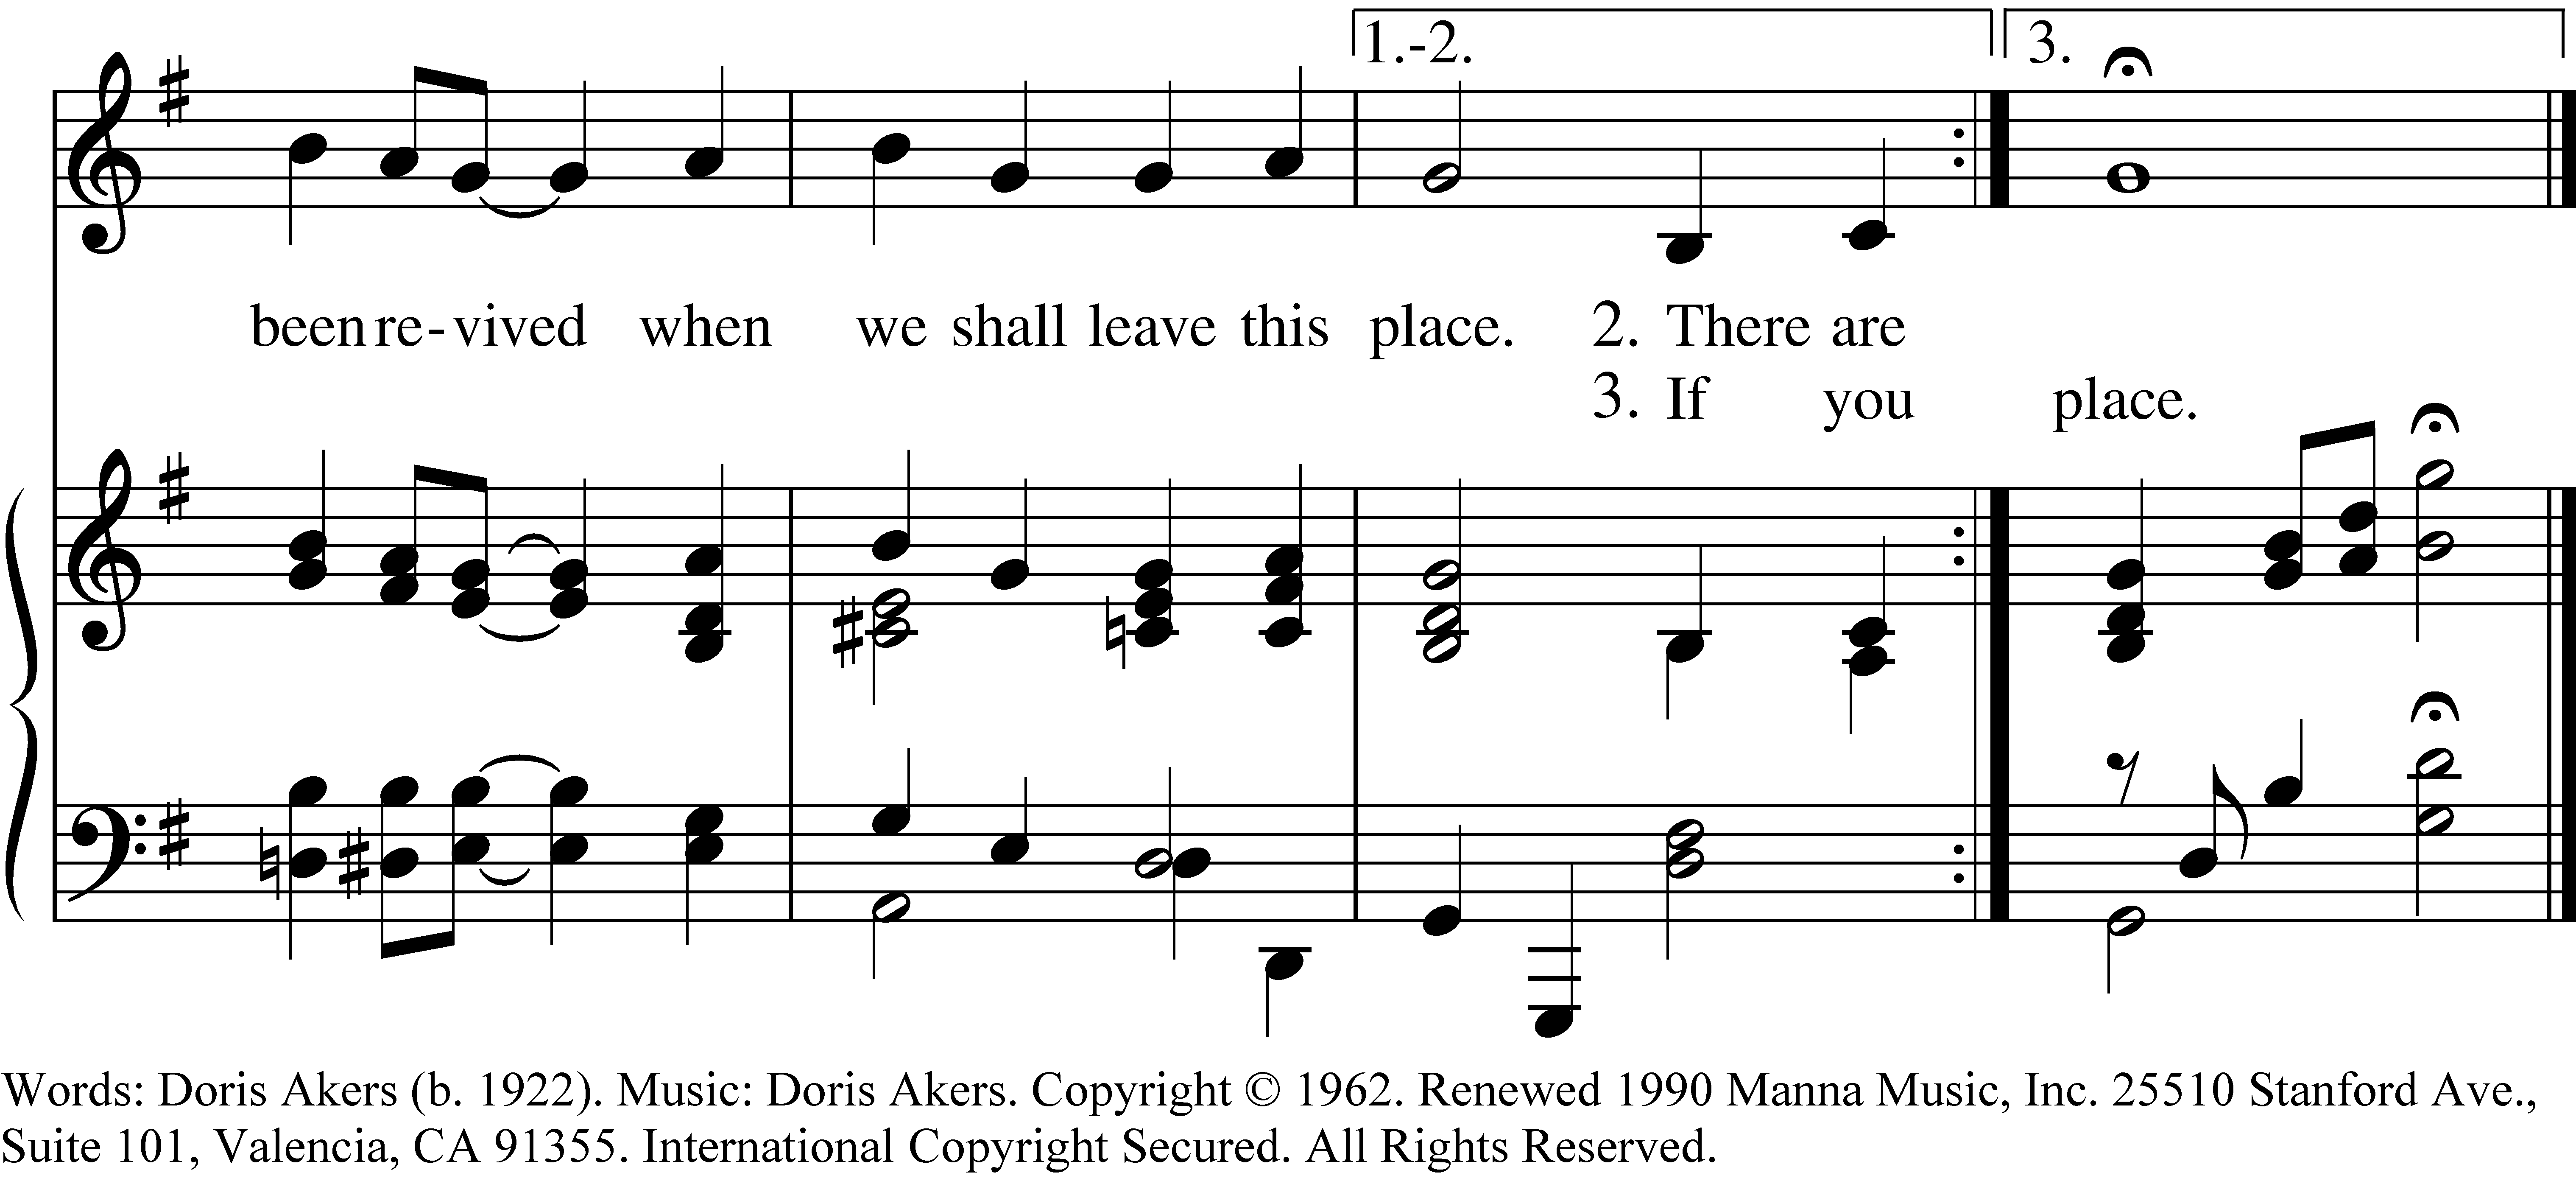 1.-2. 3.
been re-vived when we shall leave this place. 2. There are
3. If you place.
Words: Doris Akers (b. 1922). Music: Doris Akers. Copyright © 1962. Renewed 1990 Manna Music, Inc. 25510 Stanford Ave.,
Suite 101, Valencia, CA 91355. International Copyright Secured. All Rights Reserved.